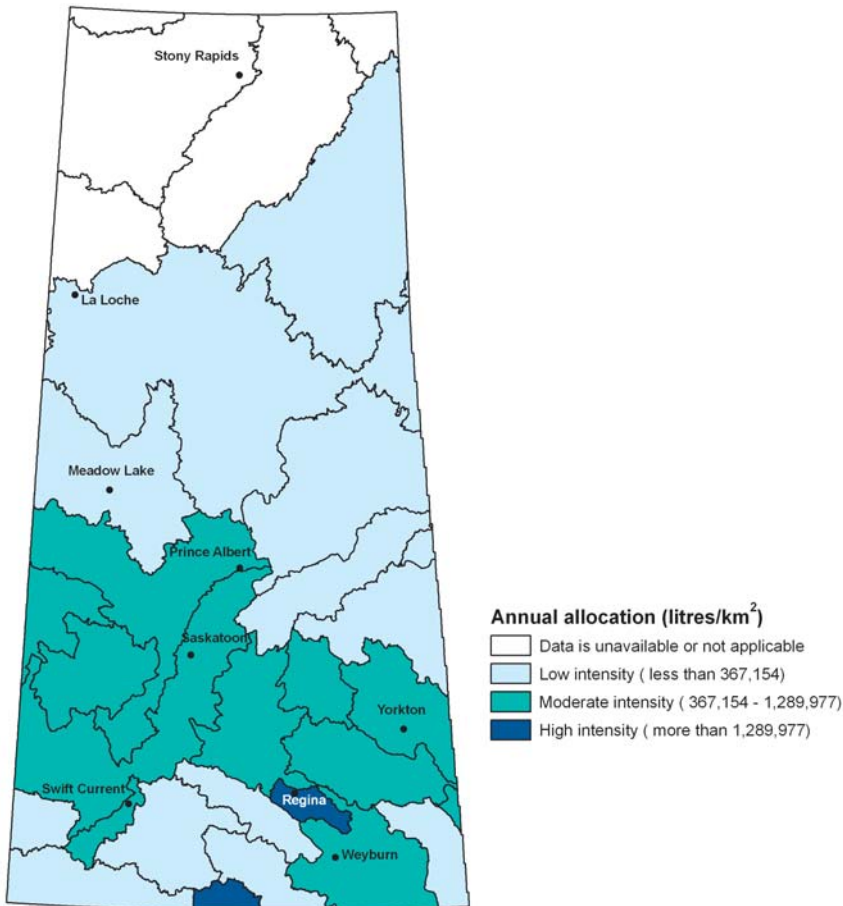 Stony Rapids
La Loche
Meadow Lake
Prince Albert
Saskatoon
Yorkton
Swift Current
Regina
Weyburn
Annual allocation (litres/km²)
Data is unavailable or not applicable
Low intensity ( less than 367,154)
Moderate intensity ( 367,154 - 1,289,977)
High intensity ( more than 1,289,977)